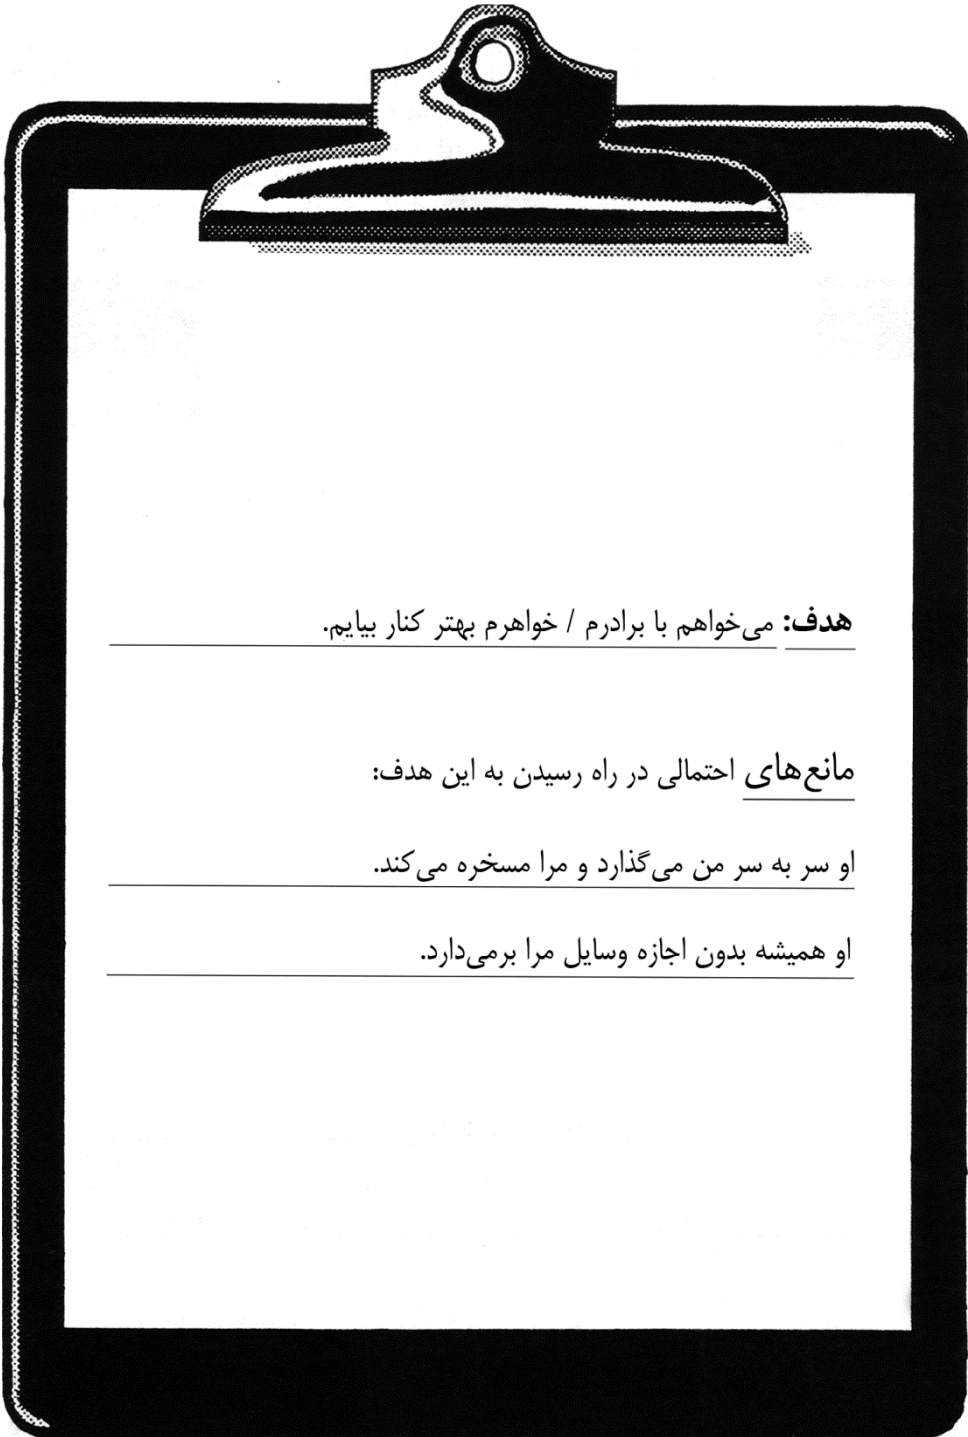 هدف: می‌خواهم با برادرم / خواهرم بهتر کنار بیایم.
مانع‌های احتمالی در راه رسیدن به این هدف:
او سر به سر من می‌گذارد و مرا مسخره می‌کند.
او همیشه بدون اجازه وسایل مرا برمی‌دارد.